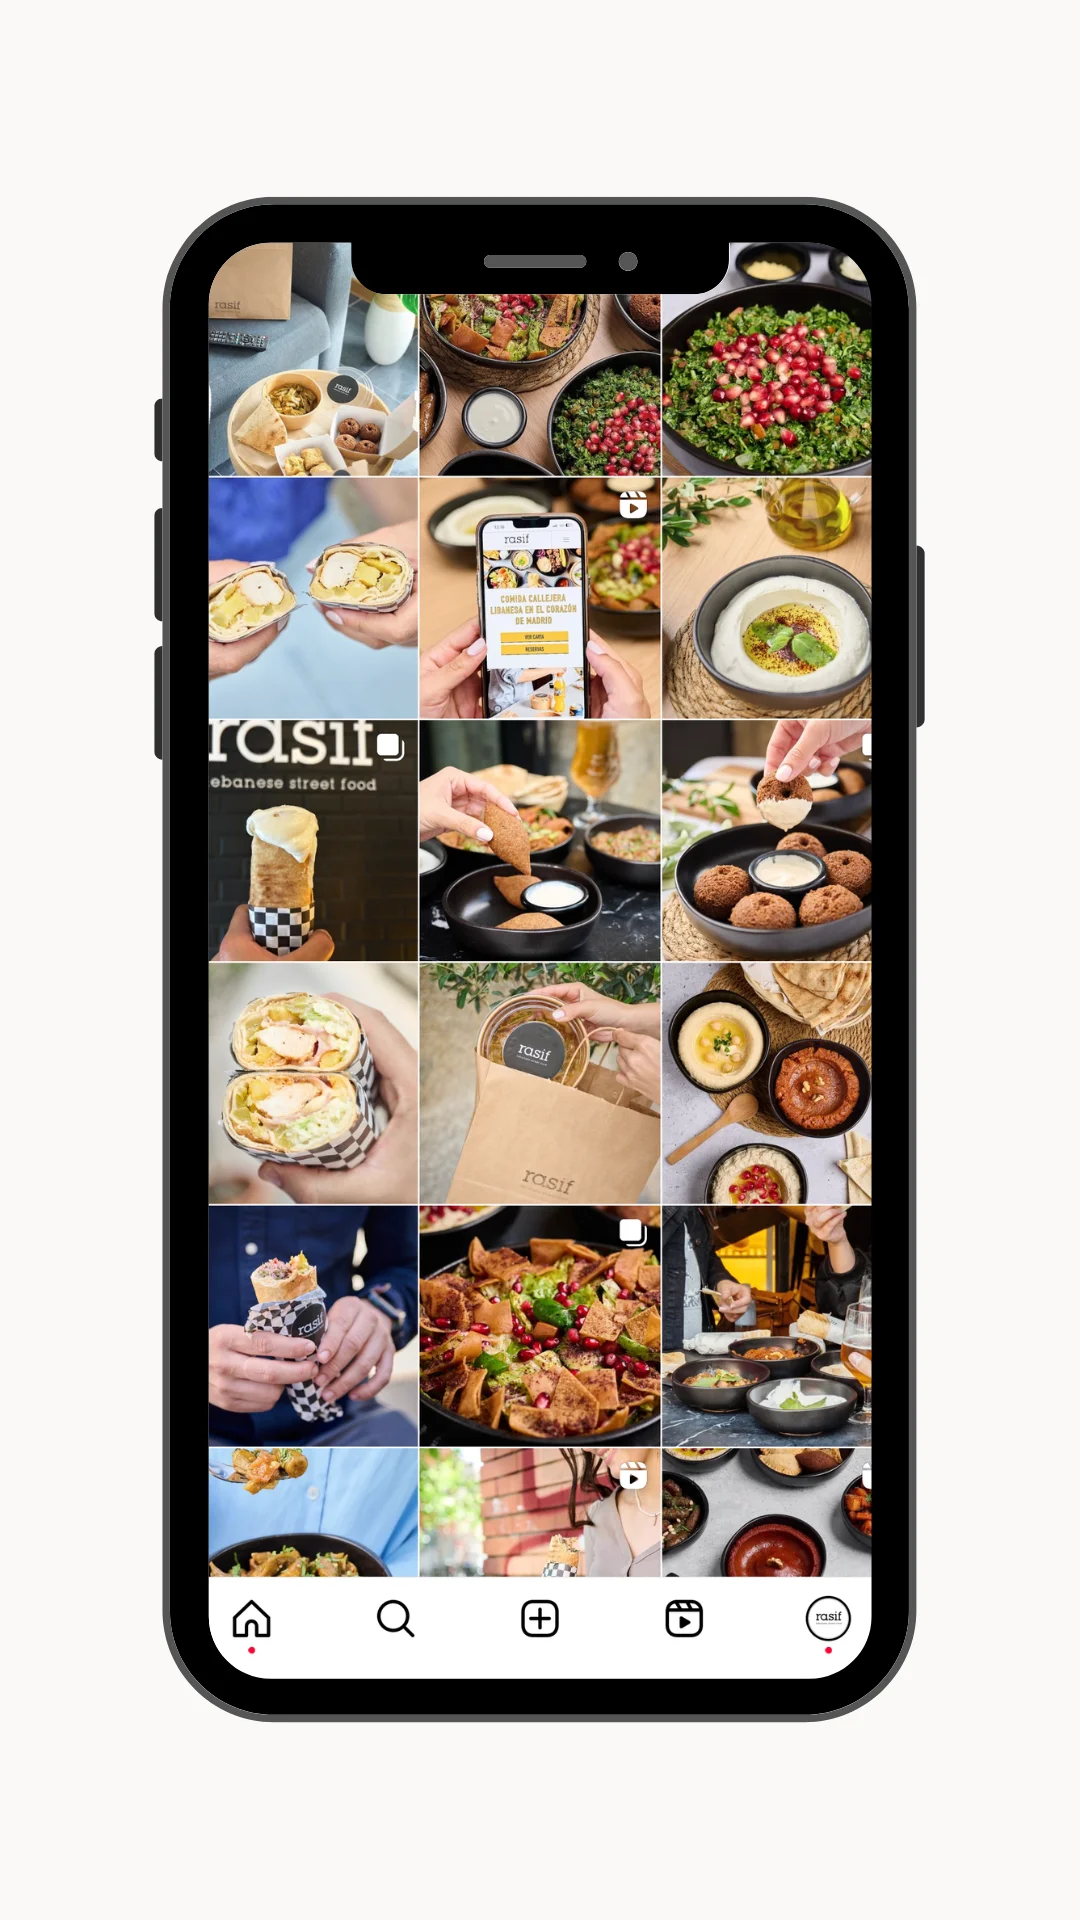 rasif
rasif
rasif
COMIDA CALLEJERA
LIBANESA EN EL CORAZÓN
DE MADRID
VER CARTA
RESERVAS
rasif
ebanese street food
rasif
rasif
rasif
rasif